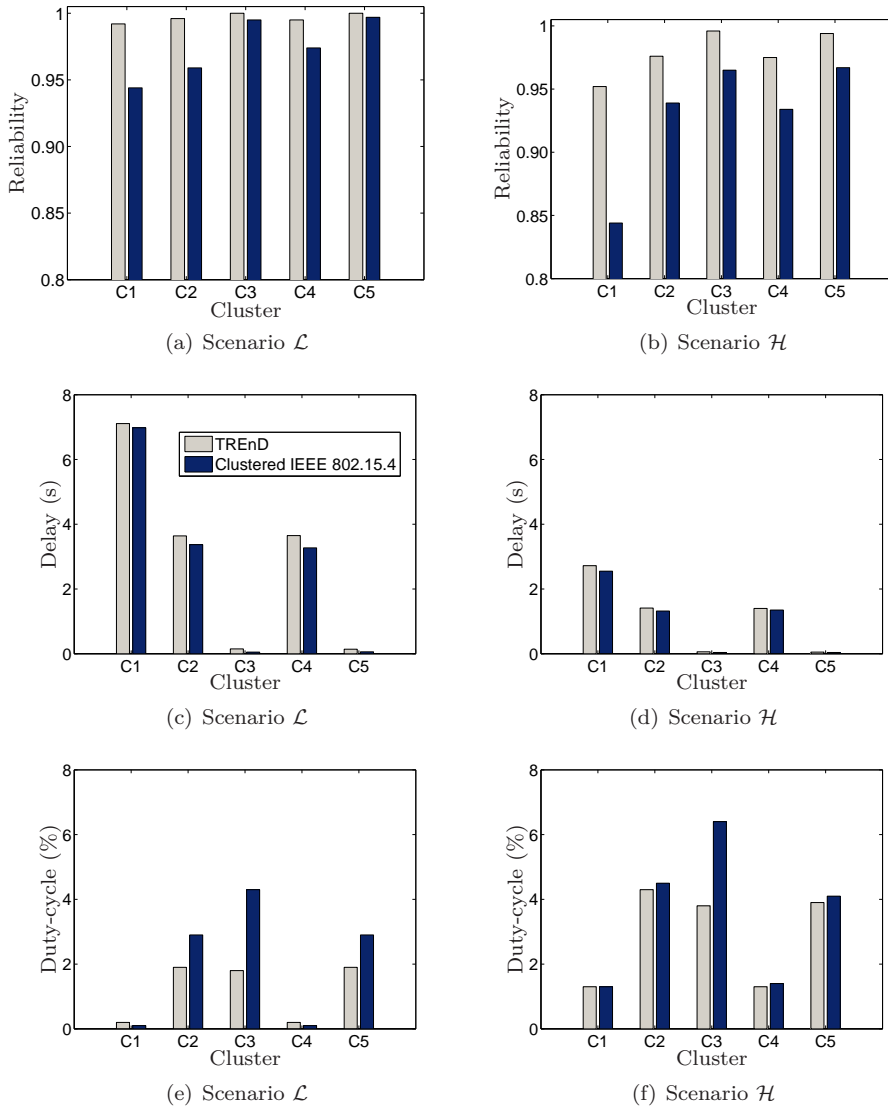 1
0.95
0.90
0.85
0.8
Reliability
C1 C2 C3 C4 C5
Cluster
(a) Scenario ℒ
1
0.95
0.90
0.85
0.8
Reliability
C1 C2 C3 C4 C5
Cluster
(b) Scenario ℋ
8
6
4
2
0
Delay (s)
TREnD
Clustered IEEE 802.15.4
C1 C2 C3 C4 C5
Cluster
(c) Scenario ℒ
8
6
4
2
0
Delay (s)
C1 C2 C3 C4 C5
Cluster
(d) Scenario ℋ
8
6
4
2
0
Duty-cycle (%)
C1 C2 C3 C4 C5
Cluster
(e) Scenario ℒ
8
6
4
2
0
Duty-cycle (%)
C1 C2 C3 C4 C5
Cluster
(f) Scenario ℋ